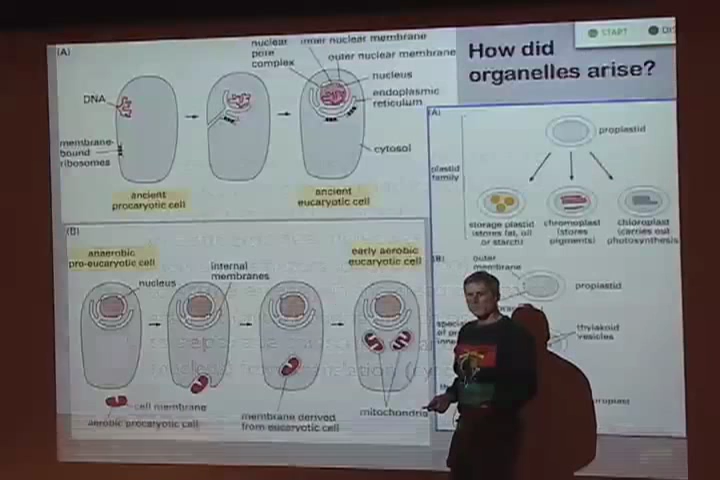 START
How did
organelles arise?
(A)
nuclear
pore
complex
inner nuclear membrane
outer nuclear membrane
nucleus
endoplasmic
reticulum
DNA
membrane-
bound
ribosomes
cytosol
ancient
procaryotic cell
ancient
eucaryotic cell
(B)
anaerobic
pro-eucaryotic cell
early aerobic
eucaryotic cell
nucleus
internal
membranes
cell membrane
aerobic procaryotic cell
membrane derived
from eucaryotic cell
mitochondria
(A)
proplastid
plastid
family
storage plastid
(stores fat, oil
or starch)
chromoplast
(stores
pigments)
chloroplast
(carries out
photosynthesis)
(B)
outer
membrane
proplastid
thylakoid
vesicles